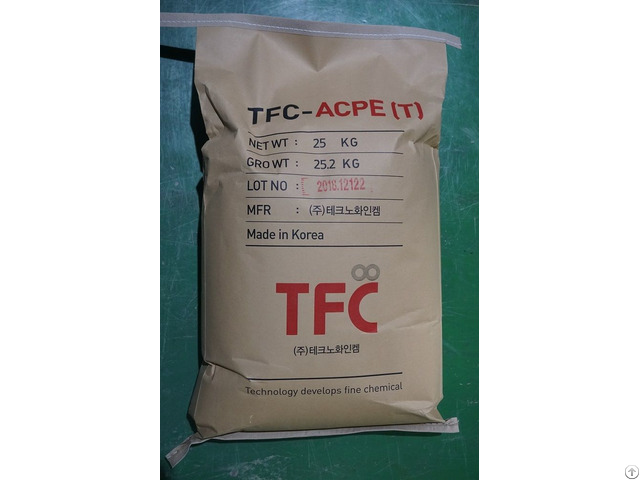 TFC-ACPE (T)
NET WT : 25 KG
GRO WT : 25.2 KG
LOT NO : 2018.12122
MFR : (주)테크노화인켐
Made in Korea
TFC
(주)테크노화인켐
Technology develops fine chemical